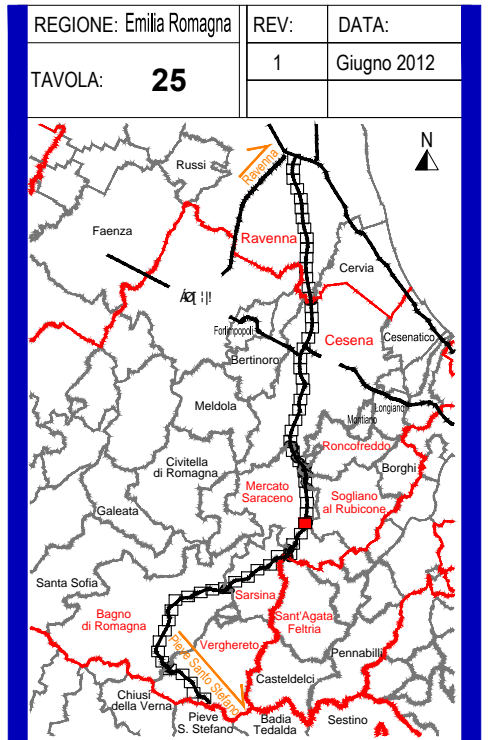 REGIONE: Emilia Romagna
REV:
DATA:
TAVOLA: 25
1
Giugno 2012
N
Russi
Ravenna
Faenza
Ravenna
Cervia
Forlimpopoli
Cesena
Cesenatico
Bertinoro
Meldola
Longiano
Montiano
Roncofreddo
Civitella
di Romagna
Borghi
Mercato
Saraceno
Sogliano
al Rubicone
Galeata
Santa Sofia
Sarsina
Bagno
di Romagna
Sant'Agata
Feltria
Verghereto
Pennabilli
Pieve Santo Stefano
Casteldelci
Chiusi
della Verna
Pieve
S. Stefano
Badia
Tedalda
Sestino